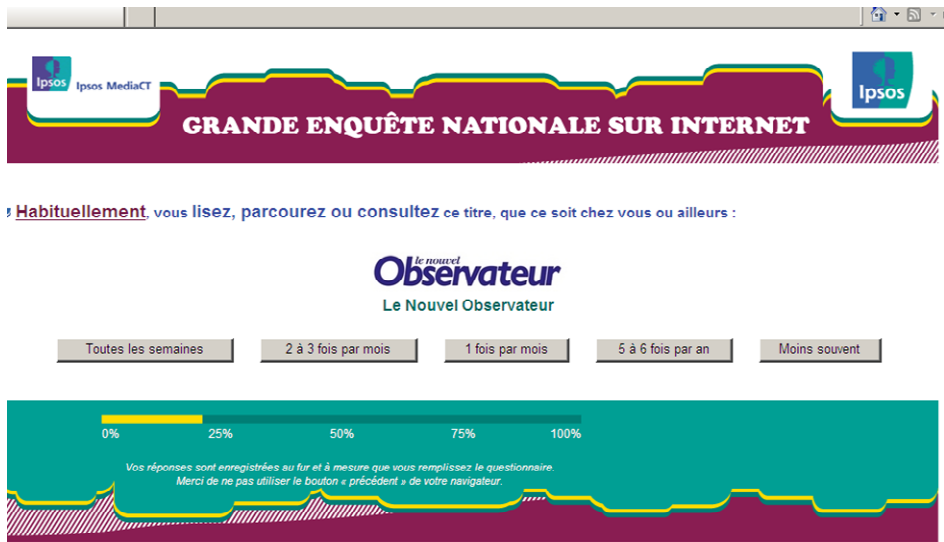 Ipsos
Ipsos MediaCT
Ipsos
GRANDE ENQUÊTE NATIONALE SUR INTERNET
Habituellement, vous lisez, parcourez ou consultez ce titre, que ce soit chez vous ou ailleurs :
le nouvel
Observateur
Le Nouvel Observateur
Toutes les semaines
2 à 3 fois par mois
1 fois par mois
5 à 6 fois par an
Moins souvent
0% 25% 50% 75% 100%
Vos réponses sont enregistrées au fur et à mesure que vous remplissez le questionnaire.
Merci de ne pas utiliser le bouton « précédent » de votre navigateur.